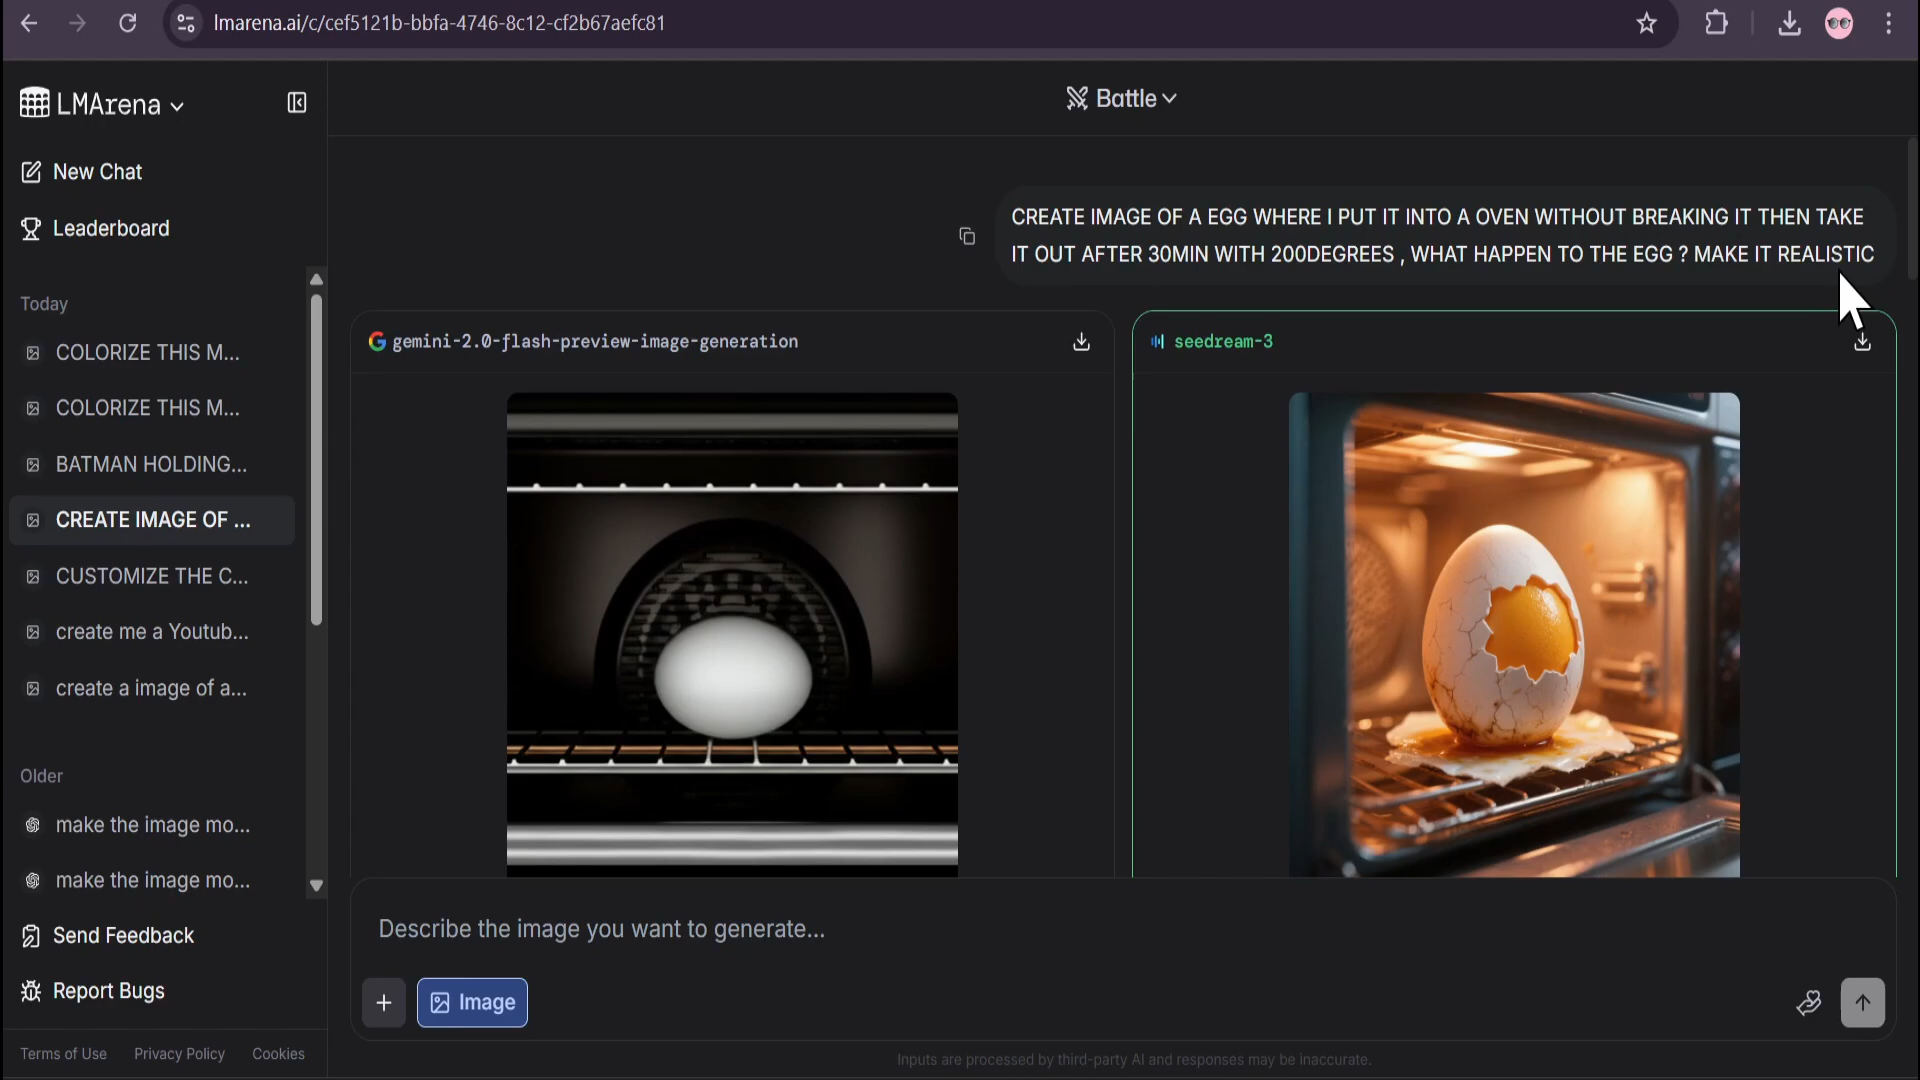 lmarena.ai/c/cef5121b-bbfa-4746-8c12-cf2b67aefc81
LMArena
Battle
New Chat
Leaderboard
CREATE IMAGE OF A EGG WHERE I PUT IT INTO A OVEN WITHOUT BREAKING IT THEN TAKE
IT OUT AFTER 30MIN WITH 200DEGREES , WHAT HAPPEN TO THE EGG ? MAKE IT REALISTIC
Today
COLORIZE THIS M...
COLORIZE THIS M...
BATMAN HOLDING...
CREATE IMAGE OF ...
CUSTOMIZE THE C...
create me a Youtub...
create a image of a...
Older
make the image mo...
make the image mo...
Send Feedback
Report Bugs
Terms of Use Privacy Policy Cookies
gemini-2.0-flash-preview-image-generation
seedream-3
Describe the image you want to generate...
Image
Inputs are processed by third-party AI and responses may be inaccurate.